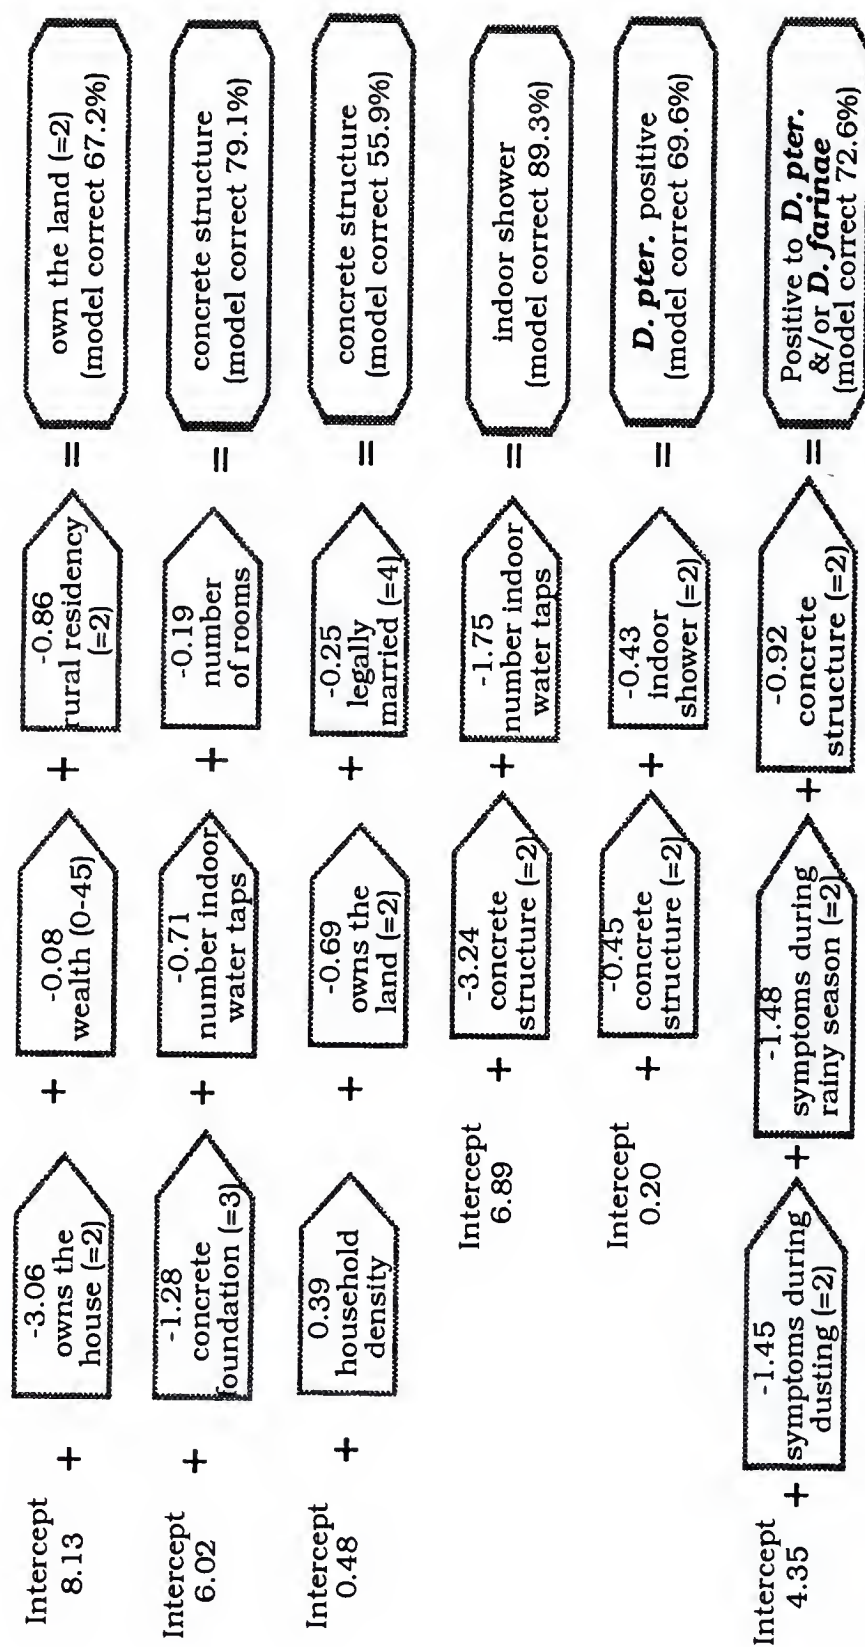 Intercept
8.13
+
-3.06
owns the
house (=2)
+
-0.08
wealth (0-45)
+
-0.86
rural residency
(=2)
=
own the land (=2)
(model correct 67.2%)
Intercept
6.02
+
-1.28
concrete
foundation (=3)
+
-0.71
number indoor
water taps
+
-0.19
number
of rooms
=
concrete structure
(model correct 79.1%)
Intercept
0.48
+
0.39
household
density
+
-0.69
owns the
land (=2)
+
-0.25
legally
married (=4)
=
concrete structure
(model correct 55.9%)
Intercept
6.89
+
-3.24
concrete
structure (=2)
+
-1.75
number indoor
water taps
=
indoor shower
(model correct 89.3%)
Intercept
0.20
+
-0.45
concrete
structure (=2)
+
-0.43
indoor
shower (=2)
=
D. pter. positive
(model correct 69.6%)
Intercept
4.35
+
-1.45
symptoms during
dusting (=2)
+
-1.48
symptoms during
rainy season (=2)
+
-0.92
concrete
structure (=2)
=
Positive to D. pter.
&/or D. farinae
(model correct 72.6%)